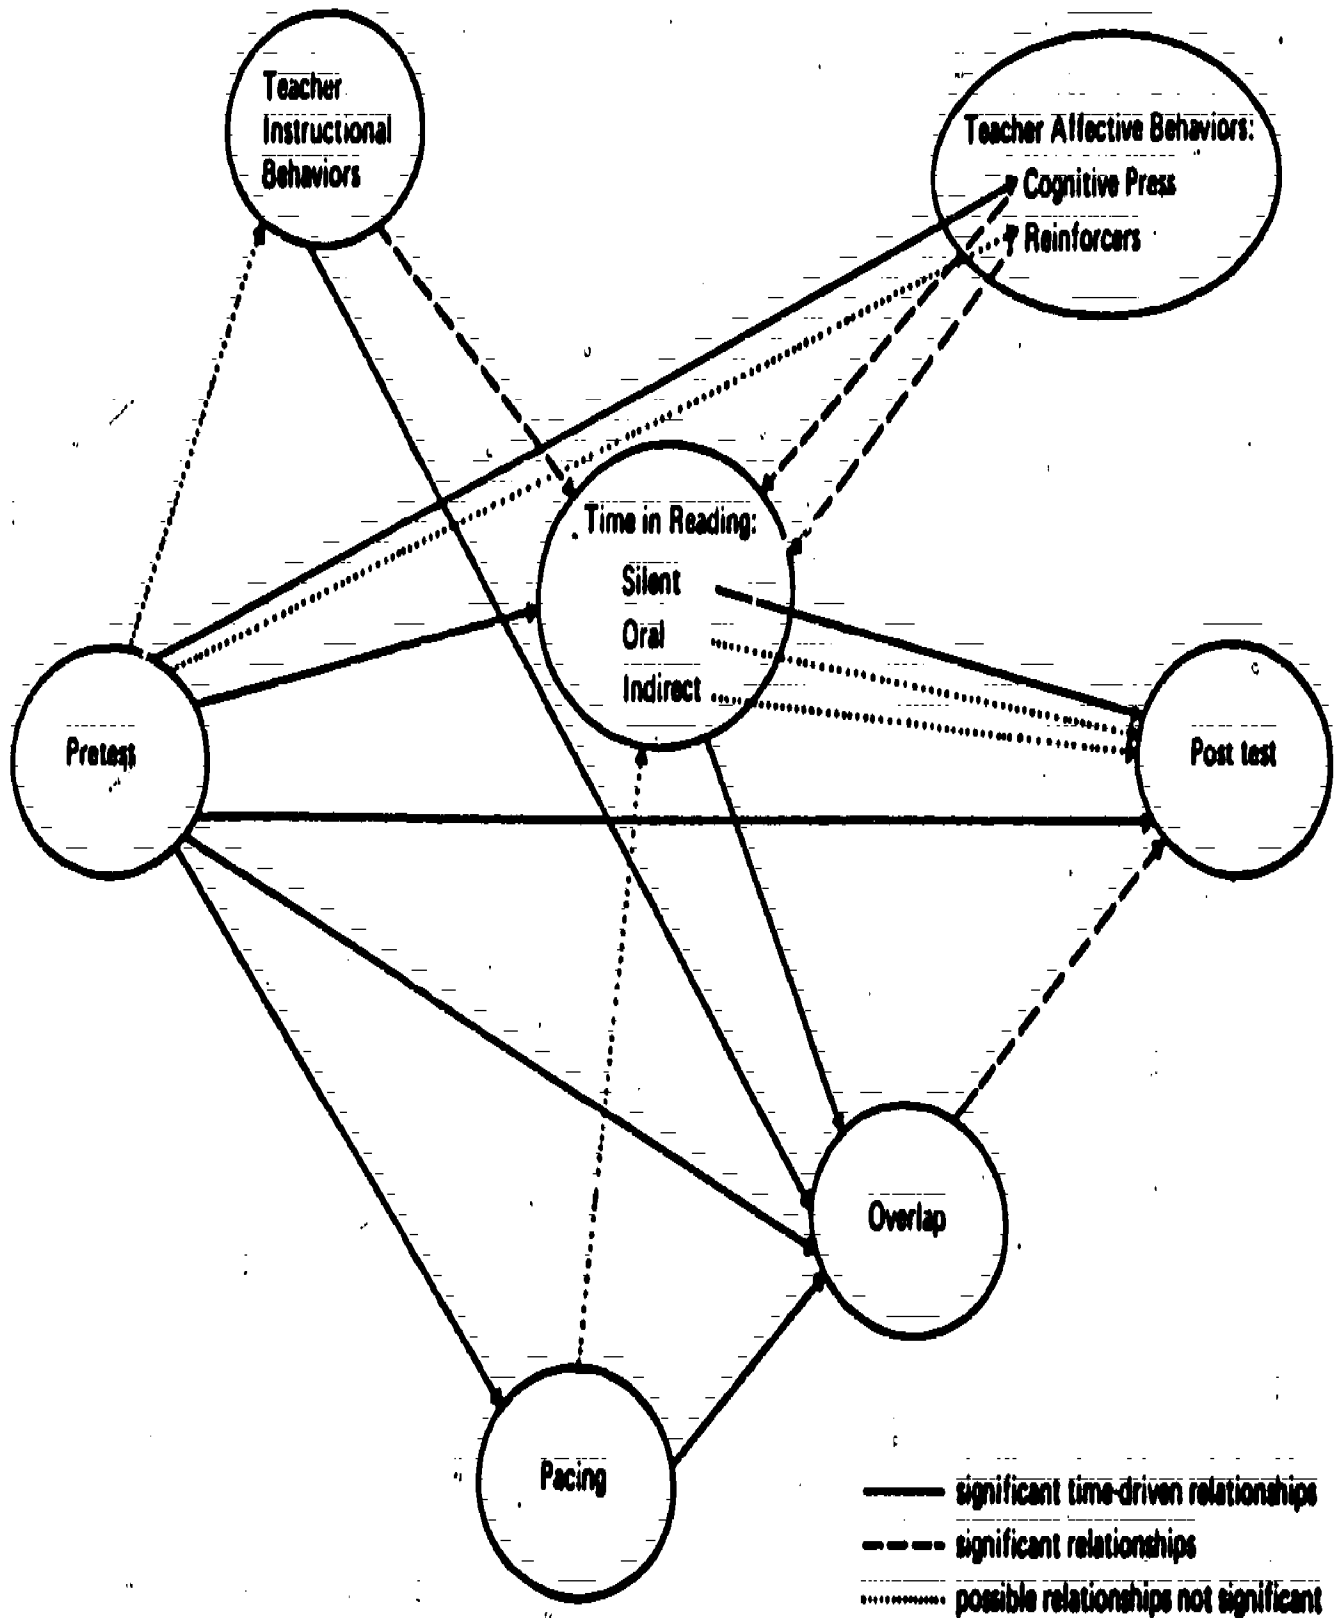 Teacher
Instructional
Behaviors
Teacher Affective Behaviors:
Cognitive Press
Reinforcers
Time in Reading:
Silent
Oral
Indirect
Pretest
Post test
Overlap
Pacing
significant time-driven relationships
significant relationships
possible relationships not significant